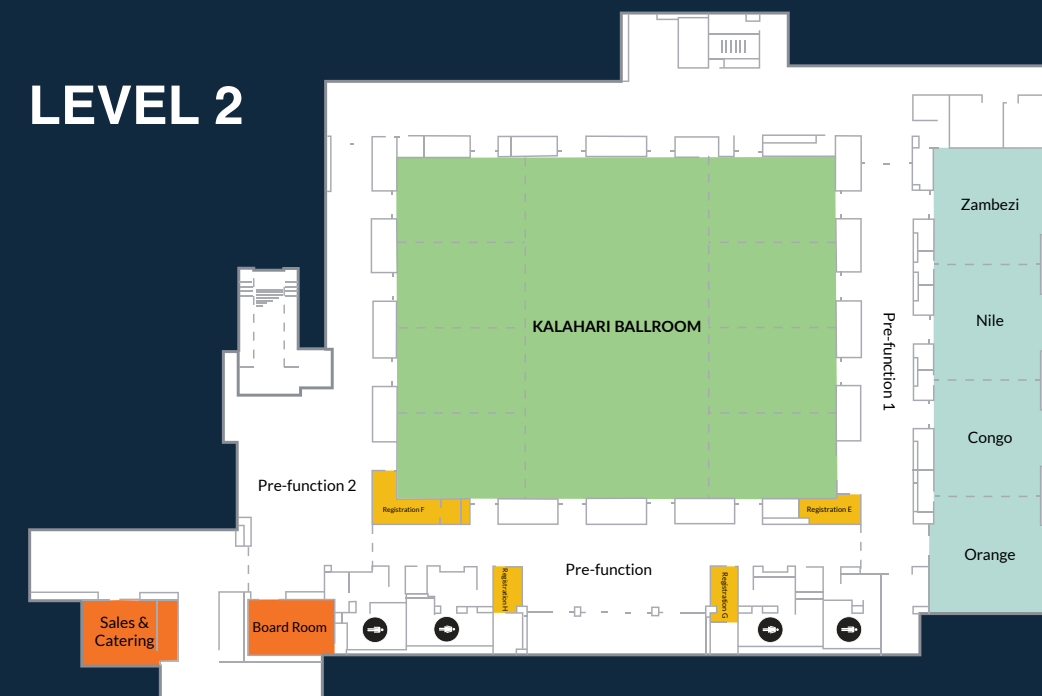 LEVEL 2
Zambezi
KALAHARI BALLROOM
Nile
Pre-function 1
Congo
Pre-function 2
Registration F
Registration E
Orange
Pre-function
Registration H
Registration G
Sales &
Catering
Board Room